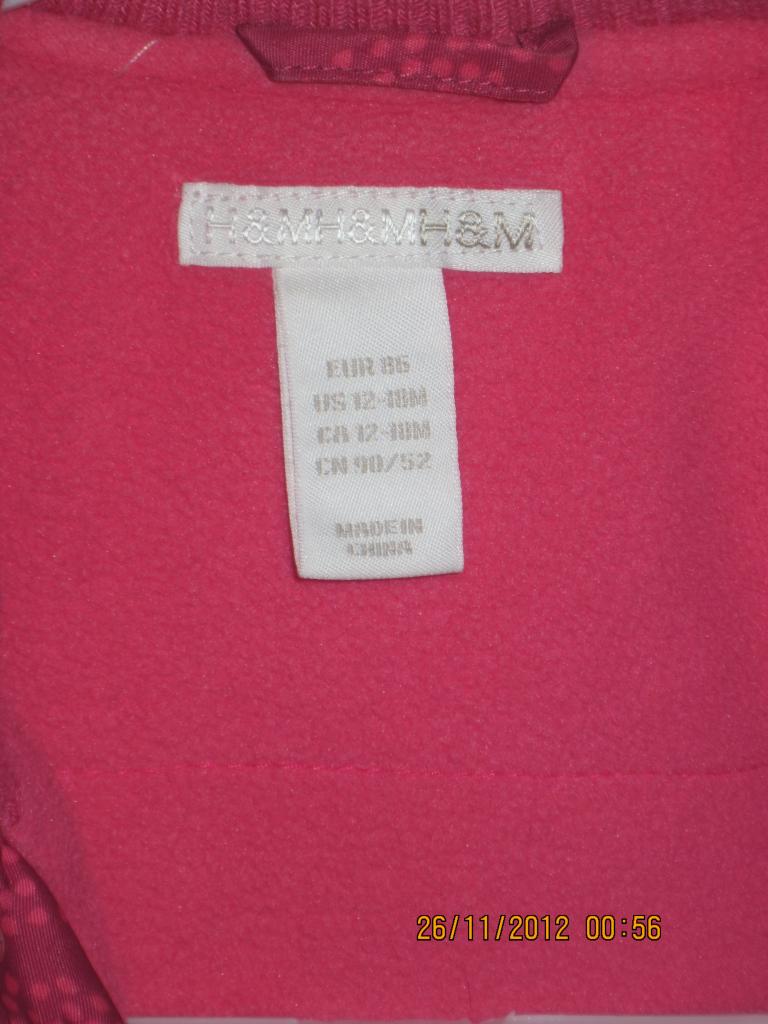 H&MH&MH&M
EUR 86
US 12-18M
CA 12-18M
CN 90/52
MADE IN
CHINA
26/11/2012 00:56